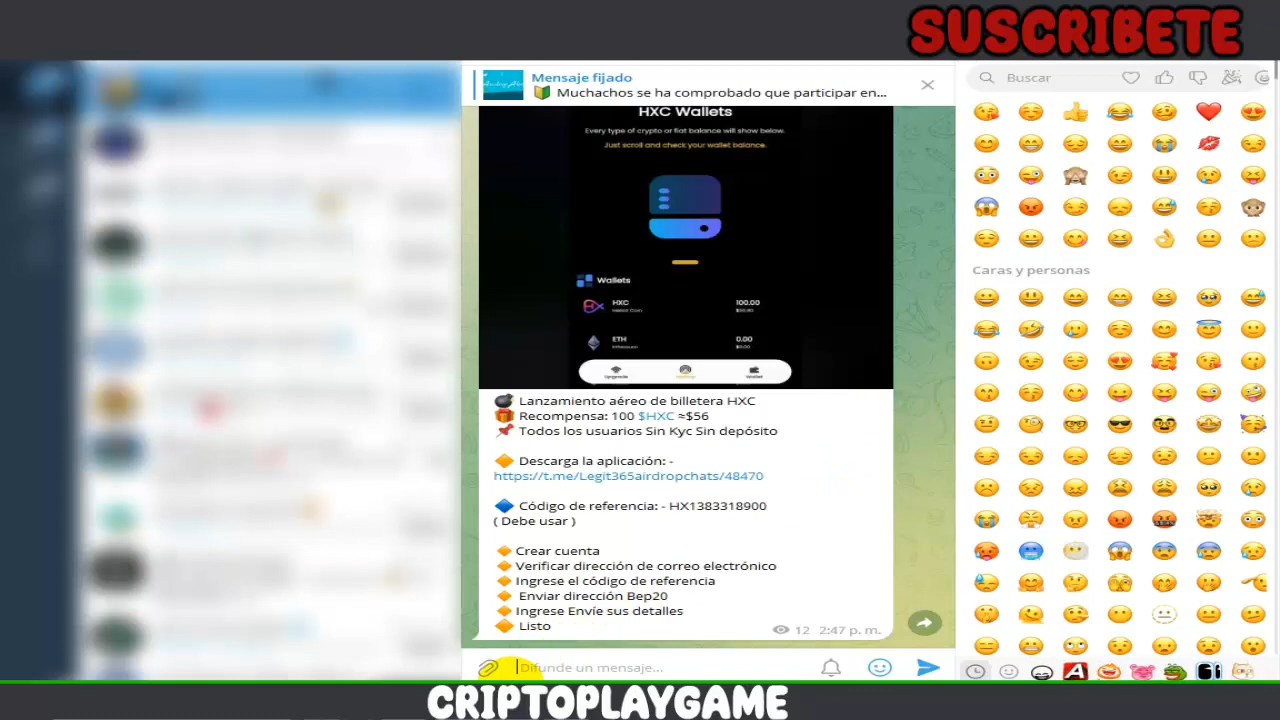 SUSCRIBETE
Mensaje fijado
🔰 Muchachos se ha comprobado que participar en...
Buscar
HXC Wallets
Every type of crypto or fiat balance will show below.
Just scroll and check your wallet balance.
Wallets
HXC
100.00
ETH
0.00
Upgrade
Wallet
Caras y personas
💣 Lanzamiento aéreo de billetera HXC
🎁 Recompensa: 100 $HXC ≈$56
📌 Todos los usuarios Sin Kyc Sin depósito
🔶 Descarga la aplicación: -
https://t.me/Legit365airdropchats/48470
🔷 Código de referencia: - HX1383318900
( Debe usar )
🔸 Crear cuenta
🔸 Verificar dirección de correo electrónico
🔸 Ingrese el código de referencia
🔸 Enviar dirección Bep20
🔸 Ingrese Envíe sus detalles
🔸 Listo
12 2:47 p. m.
Difunde un mensaje...
CRIPTOPLAYGAME